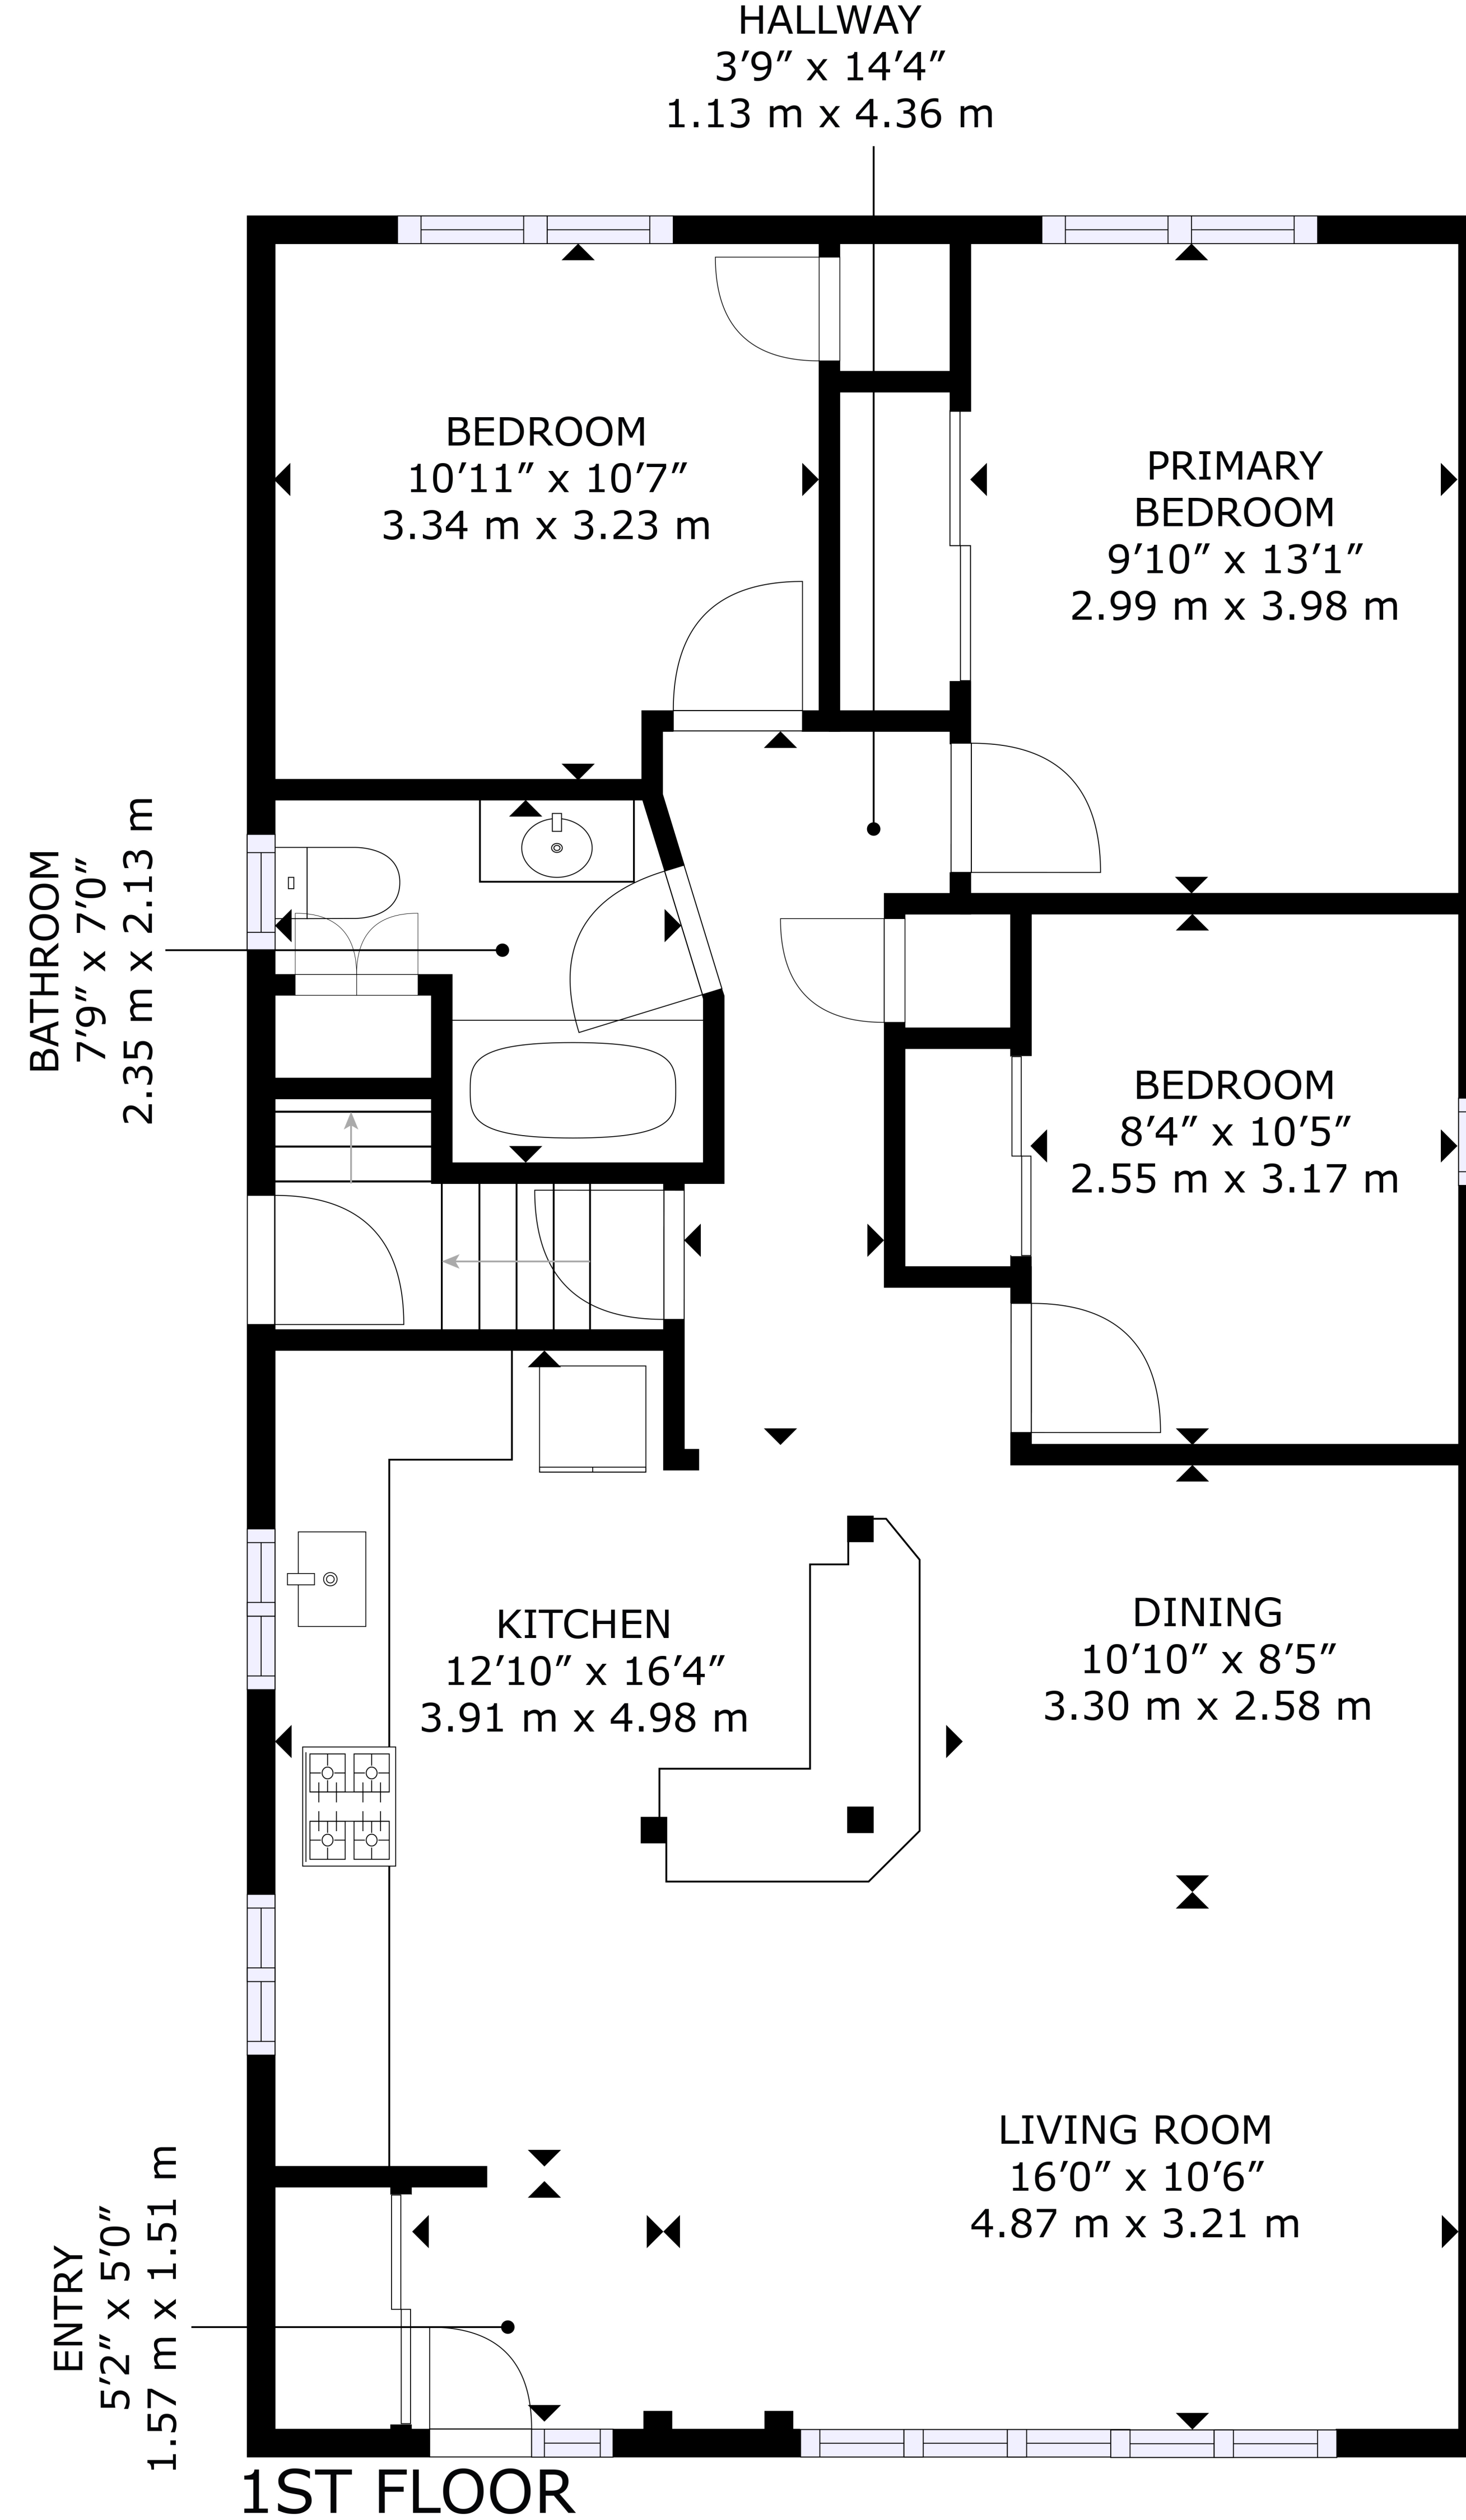 HALLWAY
3'9" x 14'4"
1.13 m x 4.36 m
BEDROOM
10'11" x 10'7"
3.34 m x 3.23 m
PRIMARY
BEDROOM
9'10" x 13'1"
2.99 m x 3.98 m
BATHROOM
7'9" x 7'0"
2.35 m x 2.13 m
BEDROOM
8'4" x 10'5"
2.55 m x 3.17 m
KITCHEN
12'10" x 16'4"
3.91 m x 4.98 m
DINING
10'10" x 8'5"
3.30 m x 2.58 m
LIVING ROOM
16'0" x 10'6"
4.87 m x 3.21 m
ENTRY
5'2" x 5'0"
1.57 m x 1.51 m
1ST FLOOR